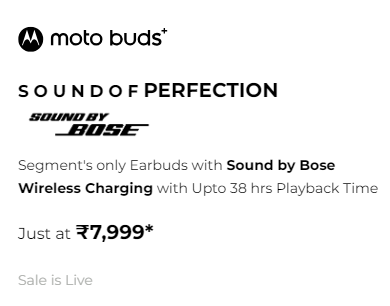 moto buds+
SOUND OF PERFECTION
SOUND BY
BOSE
Segment's only Earbuds with Sound by Bose
Wireless Charging with Upto 38 hrs Playback Time
Just at ₹7,999*
Sale is Live